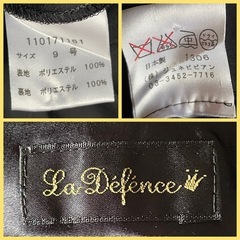 サイズ 9 号
表地 ポリエステル 100%
裏地 ポリエステル 100%
日本製 1306
(株)ジュネビビアン
03-3452-7716
La Défence